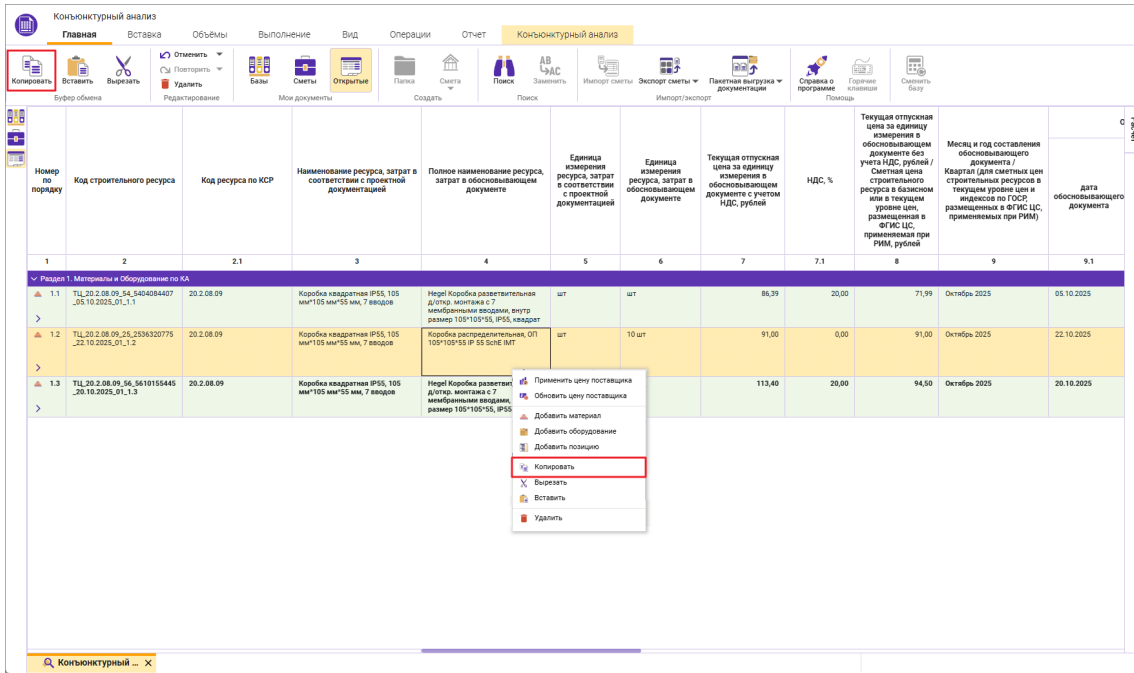 Конъюнктурный анализ
Главная Вставка Объёмы Выполнение Вид Операции Отчет Конъюнктурный анализ
Копировать Вставить Вырезать Отменить Повторить Удалить Базы Сметы Открытые Папка Смета Поиск АВ АС Заменить Импорт сметы Экспорт сметы Пакетная выгрузка документации Справка о программе Горячие клавиши Сменить базу
Буфер обмена Редактирование Мои документы Создать Поиск Импорт/экспорт Помощь
Номер
по
порядку
Код строительного ресурса
Код ресурса по КСР
Наименование ресурса, затрат в
соответствии с проектной
документацией
Полное наименование ресурса,
затрат в обосновывающем
документе
Единица
измерения
ресурса, затрат
в соответствии
с проектной
документацией
Единица
измерения
ресурса, затрат в
обосновывающем
документе
Текущая отпускная
цена за единицу
измерения в
обосновывающем
документе с учетом
НДС, рублей
НДС, %
Текущая отпускная
цена за единицу
измерения в
обосновывающем
документе без
учета НДС, рублей /
Сметная цена
строительного
ресурса в базисном
или в текущем
уровне цен,
размещенная в
ФГИС ЦС,
применяемая при
РИМ, рублей
Месяц и год составления
обосновывающего
документа /
Квартал (для сметных цен
строительных ресурсов в
текущем уровне цен и
индексов по ГОСР,
размещенных в ФГИС ЦС,
применяемых при РИМ)
дата
обосновывающего
документа
1 2 2.1 3 4 5 6 7 7.1 8 9 9.1
Раздел 1. Материалы и Оборудование по КА
1.1 ТЦ_20.2.08.09_54_5404084407 20.2.08.09 Коробка квадратная IP55, 105 Hegel Коробка разветвительная шт шт 86,39 20,00 71,99 Октябрь 2025 05.10.2025
_05.10.2025_01_1.1 мм*105 мм*55 мм, 7 вводов д/откр. монтажа с 7
мембранными вводами, внутр
размер 105*105*55, IP55, квадрат
1.2 ТЦ_20.2.08.09_25_2536320775 20.2.08.09 Коробка квадратная IP55, 105 Коробка распределительная, ОП шт 10 шт 91,00 0,00 91,00 Октябрь 2025 22.10.2025
_22.10.2025_01_1.2 мм*105 мм*55 мм, 7 вводов 105*105*55 IP 55 SchE IMT
1.3 ТЦ_20.2.08.09_56_5610155445 20.2.08.09 Коробка квадратная IP55, 105 Hegel Коробка разветви 113,40 20,00 94,50 Октябрь 2025 20.10.2025
_20.10.2025_01_1.3 мм*105 мм*55 мм, 7 вводов д/откр. монтажа с 7
мембранными вводами,
размер 105*105*55, IP55
Применить цену поставщика
Обновить цену поставщика
Добавить материал
Добавить оборудование
Добавить позицию
Копировать
Вырезать
Вставить
Удалить
Конъюнктурный ...